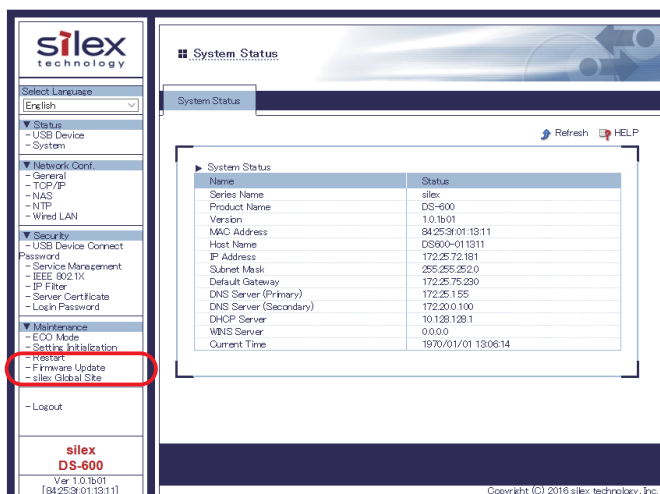 silex
technology
Select Language
English
▼ Status
- USB Device
- System
▼ Network Conf.
- General
- TCP/IP
- NAS
- NTP
- Wired LAN
▼ Security
- USB Device Connect
Password
- Service Management
- IEEE 802.1X
- IP Filter
- Server Certificate
- Login Password
▼ Maintenance
- ECO Mode
- Setting Initialization
- Restart
- Firmware Update
- silex Global Site
- Logout
silex
DS-600
Ver 1.0.1b01
[84:25:3f:01:13:11]
System Status
System Status
Refresh HELP
▶ System Status
Name Status
Series Name silex
Product Name DS-600
Version 1.0.1b01
MAC Address 84:25:3f:01:13:11
Host Name DS600-011311
IP Address 172.25.72.181
Subnet Mask 255.255.252.0
Default Gateway 172.25.75.230
DNS Server (Primary) 172.25.1.55
DNS Server (Secondary) 172.20.0.100
DHCP Server 10.128.128.1
WINS Server 0.0.0.0
Current Time 1970/01/01 13:06:14
Copyright (C) 2016 silex technology, Inc.